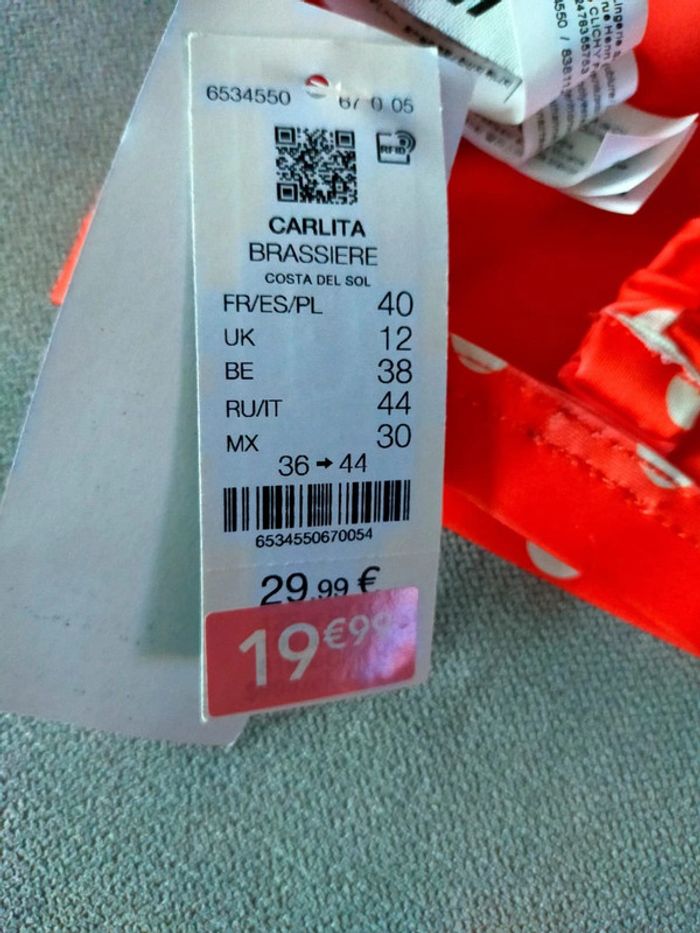 6534550 67 0 05
RFID
CARLITA
BRASSIERE
COSTA DEL SOL
FR/ES/PL 40
UK 12
BE 38
RU/IT 44
MX 30
36 → 44
6534550670054
29,99 €
19€99